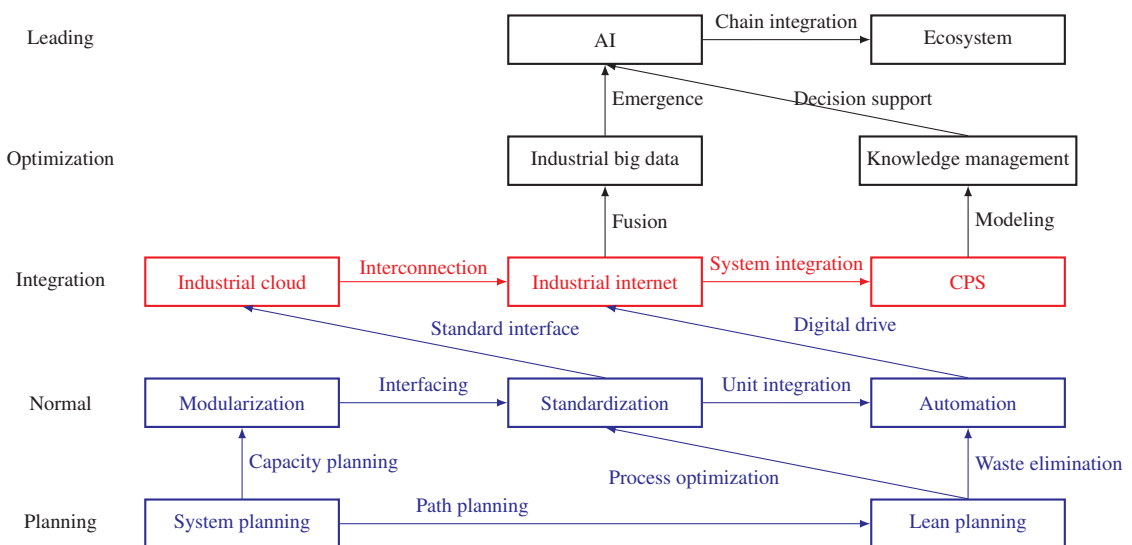 Leading
AI
Chain integration
Ecosystem
Emergence
Decision support
Optimization
Industrial big data
Knowledge management
Fusion
Modeling
Integration
Industrial cloud
Interconnection
Industrial internet
System integration
CPS
Standard interface
Digital drive
Normal
Modularization
Interfacing
Standardization
Unit integration
Automation
Capacity planning
Process optimization
Waste elimination
Planning
System planning
Path planning
Lean planning